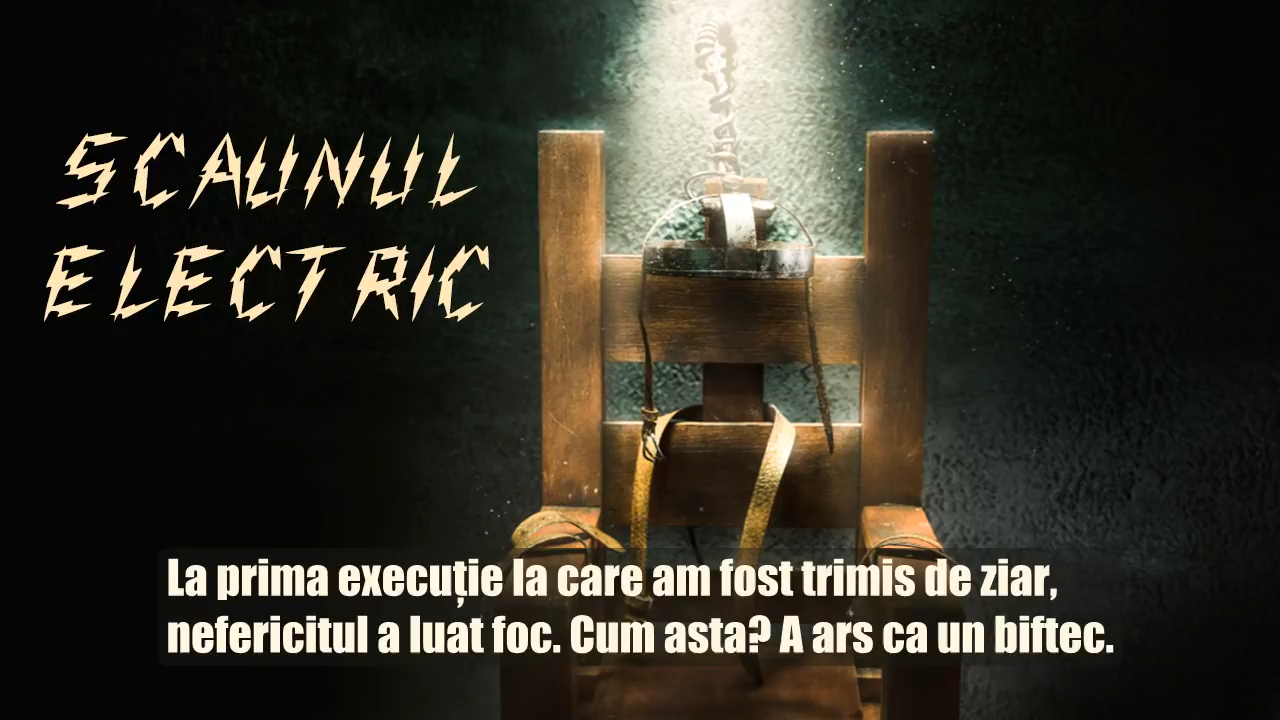 SCAUNUL
ELECTRIC
La prima execuție la care am fost trimis de ziar,
nefericitul a luat foc. Cum asta? A ars ca un biftec.